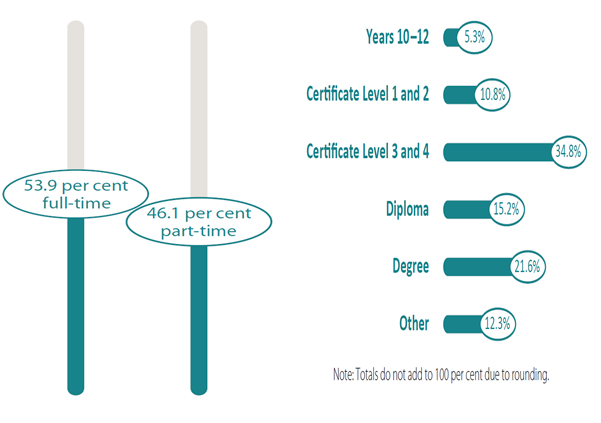 53.9 per cent
full-time
46.1 per cent
part-time
Years 10–12
5.3%
Certificate Level 1 and 2
10.8%
Certificate Level 3 and 4
34.8%
Diploma
15.2%
Degree
21.6%
Other
12.3%
Note: Totals do not add to 100 per cent due to rounding.